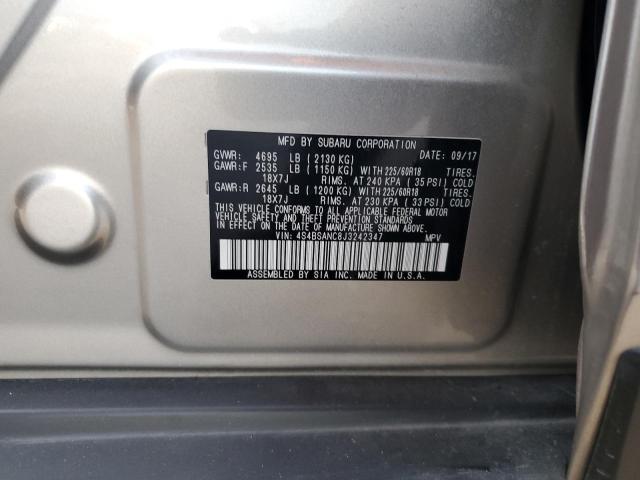 MFD BY SUBARU CORPORATION
GVWR: 4695 LB (2130 KG) DATE: 09/17
GAWR:F 2535 LB (1150 KG) WITH 225/60R18 TIRES.
18X7J RIMS. AT 240 KPA (35 PSI) COLD
GAWR:R 2645 LB (1200 KG) WITH 225/60R18 TIRES.
18X7J RIMS. AT 230 KPA (33 PSI) COLD
THIS VEHICLE CONFORMS TO ALL APPLICABLE FEDERAL MOTOR
VEHICLE SAFETY AND THEFT PREVENTION STANDARDS
IN EFFECT ON THE DATE OF MANUFACTURE SHOWN ABOVE.
VIN: 4S4BSANC8J3242347 MPV
ASSEMBLED BY SIA INC. MADE IN U.S.A.